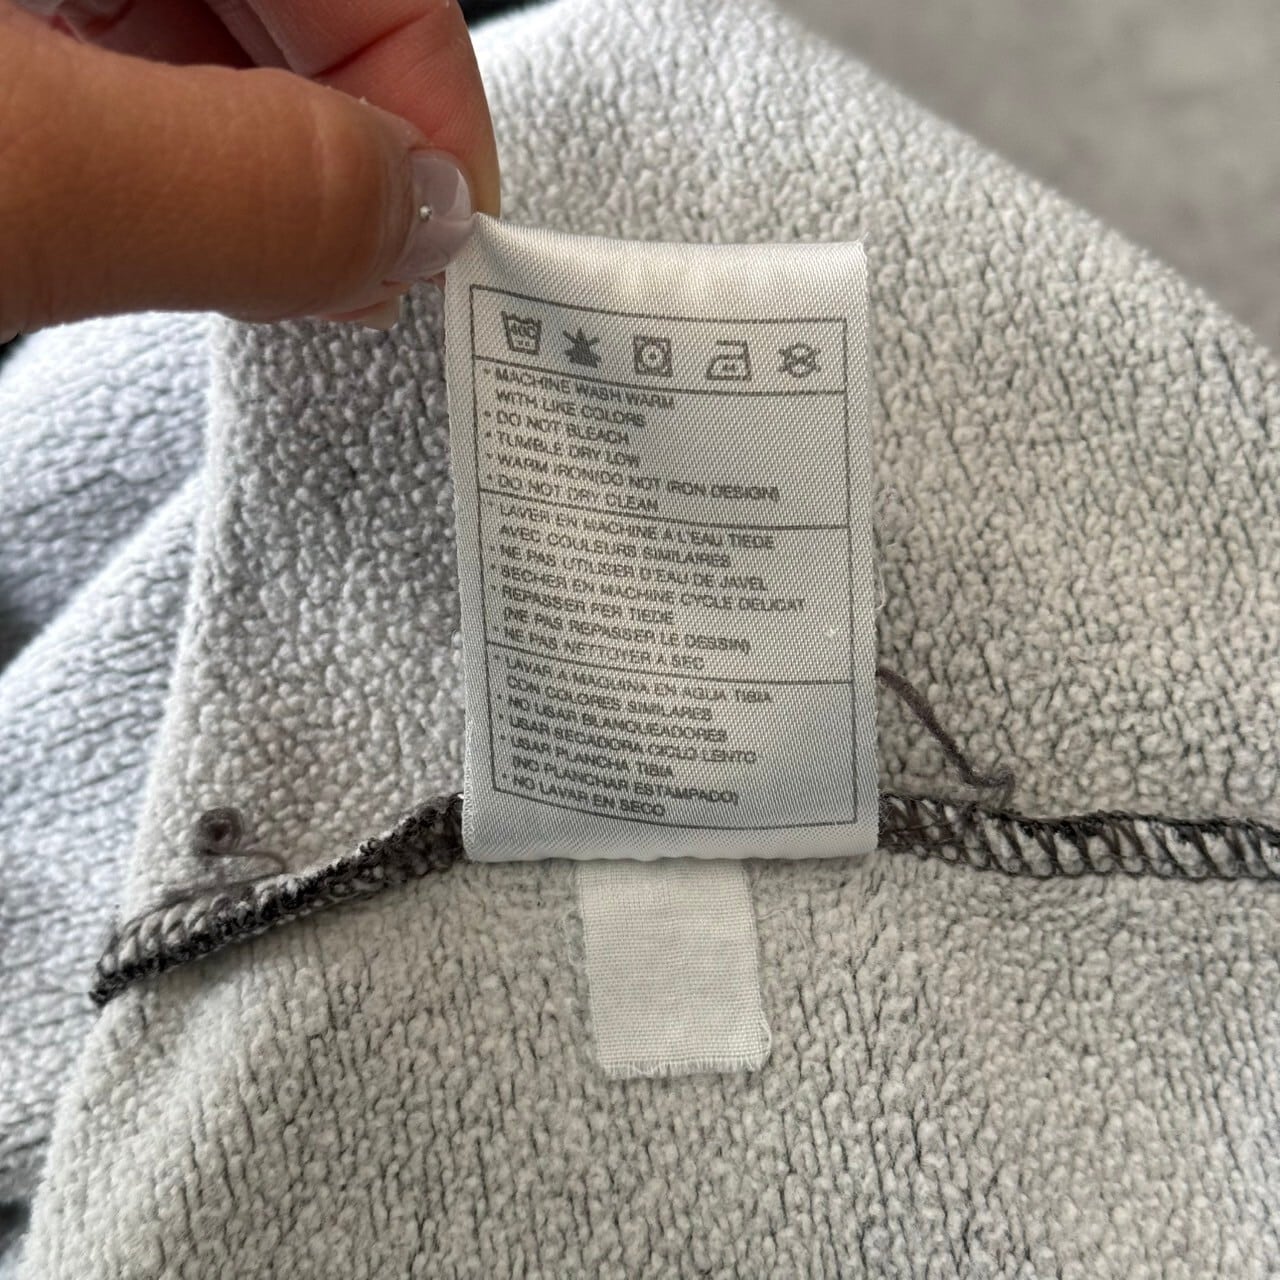 • MACHINE WASH WARM
WITH LIKE COLORS
• DO NOT BLEACH
• TUMBLE DRY LOW
• WARM IRON(DO NOT IRON DESIGN)
• DO NOT DRY CLEAN
• LAVER EN MACHINE A L'EAU TIEDE
AVEC COULEURS SIMILAIRES
• NE PAS UTILISER D'EAU DE JAVEL
• SECHER EN MACHINE CYCLE DELICAT
• REPASSER FER TIEDE
(NE PAS REPASSER LE DESSIN)
• NE PAS NETTOYER A SEC
• LAVAR A MAQUINA EN AGUA TIBIA
CON COLORES SIMILARES
• NO USAR BLANQUEADORES
• USAR SECADORA CICLO LENTO
• USAR PLANCHA TIBIA
(NO PLANCHAR ESTAMPADO)
• NO LAVAR EN SECO